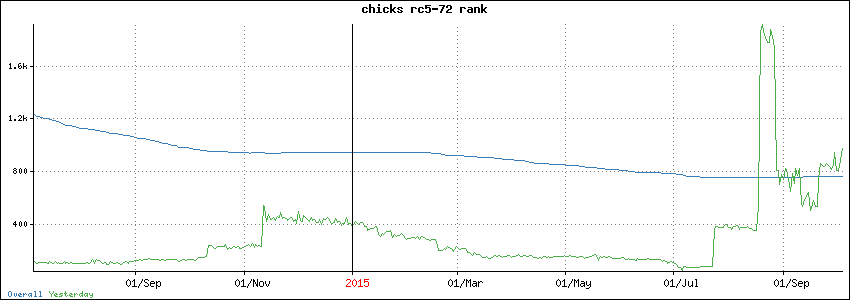 chicks rc5-72 rank
1.6k
1.2k
800
400
01/Sep 01/Nov 2015 01/Mar 01/May 01/Jul 01/Sep
Overall Yesterday